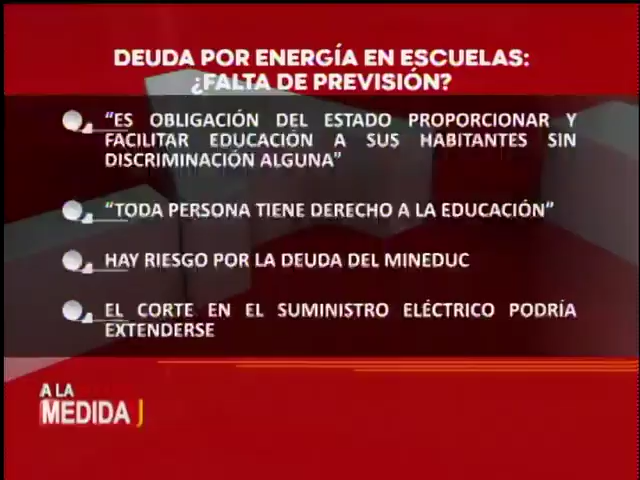 DEUDA POR ENERGÍA EN ESCUELAS:
¿FALTA DE PREVISIÓN?
“ES OBLIGACIÓN DEL ESTADO PROPORCIONAR Y
FACILITAR EDUCACIÓN A SUS HABITANTES SIN
DISCRIMINACIÓN ALGUNA”
“TODA PERSONA TIENE DERECHO A LA EDUCACIÓN”
HAY RIESGO POR LA DEUDA DEL MINEDUC
EL CORTE EN EL SUMINISTRO ELÉCTRICO PODRÍA
EXTENDERSE
A LA
MEDIDA